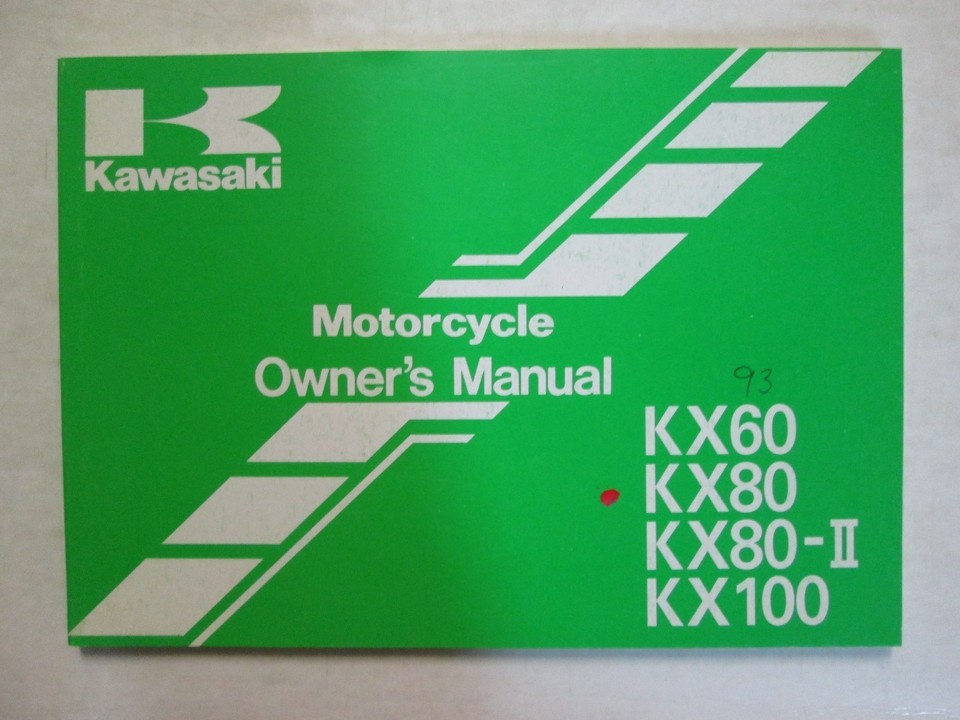 Kawasaki
Motorcycle
Owner's Manual
93
KX60
KX80
KX80-II
KX100